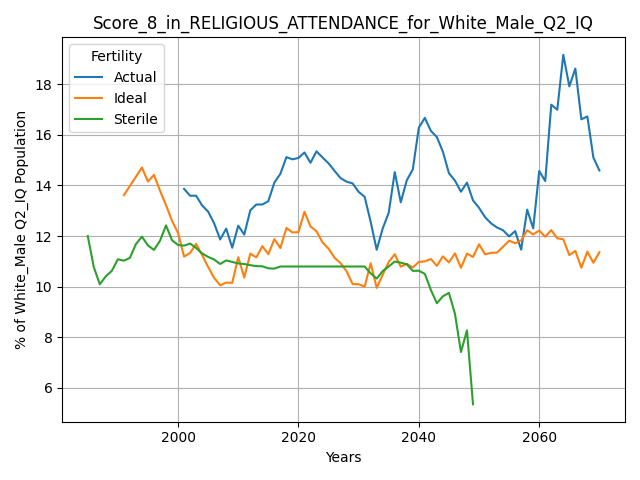 Score_8_in_RELIGIOUS_ATTENDANCE_for_White_Male_Q2_IQ
Fertility
Actual
Ideal
Sterile
% of White_Male Q2_IQ Population
18
16
14
12
10
8
6
2000
2020
2040
2060
Years